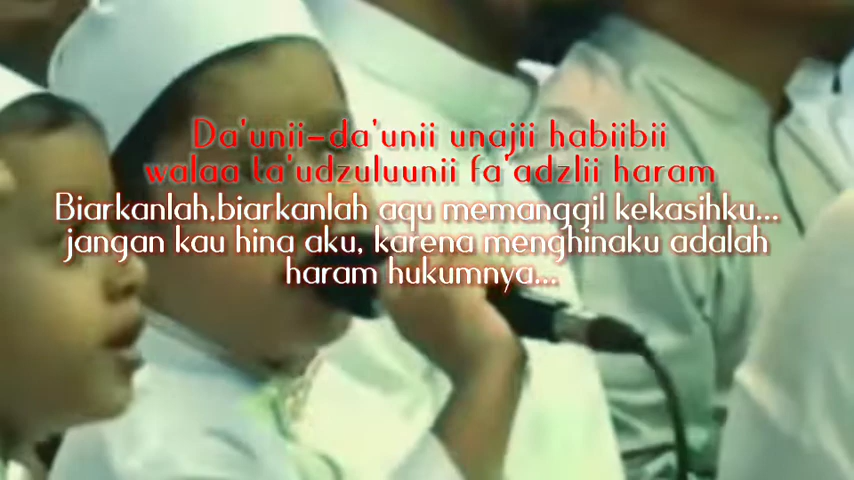 Da'unii-da'unii unajii habiibii
walaa ta'udzuluunii fa'adzlii haram
Biarkanlah,biarkanlah aqu memanggil kekasihku...
jangan kau hina aku, karena menghinaku adalah
haram hukumnya...